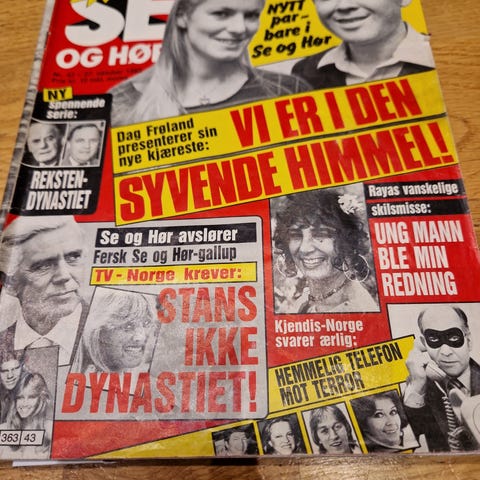 SE
OG HØR
NYTT
par-
bare i
Se og Hør
NY
spennende
serie:
REKSTEN-
DYNASTIET
Dag Frøland
presenterer sin
nye kjæreste:
VI ER I DEN
SYVENDE HIMMEL!
Rayas vanskelige
skilsmisse:
UNG MANN
BLE MIN
REDNING
Se og Hør avslører
Fersk Se og Hør-gallup
TV - Norge krever:
STANS
IKKE
DYNASTIET!
Kjendis-Norge
svarer ærlig:
HEMMELIG TELEFON
MOT TERROR
363 43